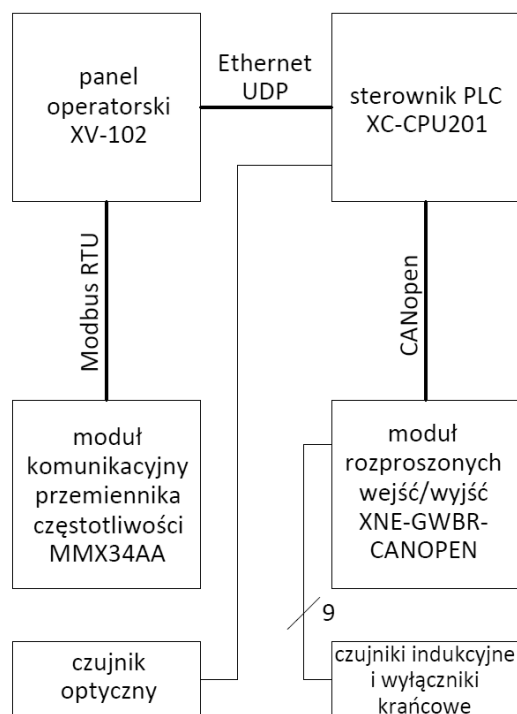 panel
operatorski
XV-102
Ethernet
UDP
sterownik PLC
XC-CPU201
Modbus RTU
CANopen
moduł
komunikacyjny
przemiennika
częstotliwości
MMX34AA
moduł
rozproszonych
wejść/wyjść
XNE-GWBR-
CANOPEN
9
czujnik
optyczny
czujniki indukcyjne
i wyłączniki
krańcowe